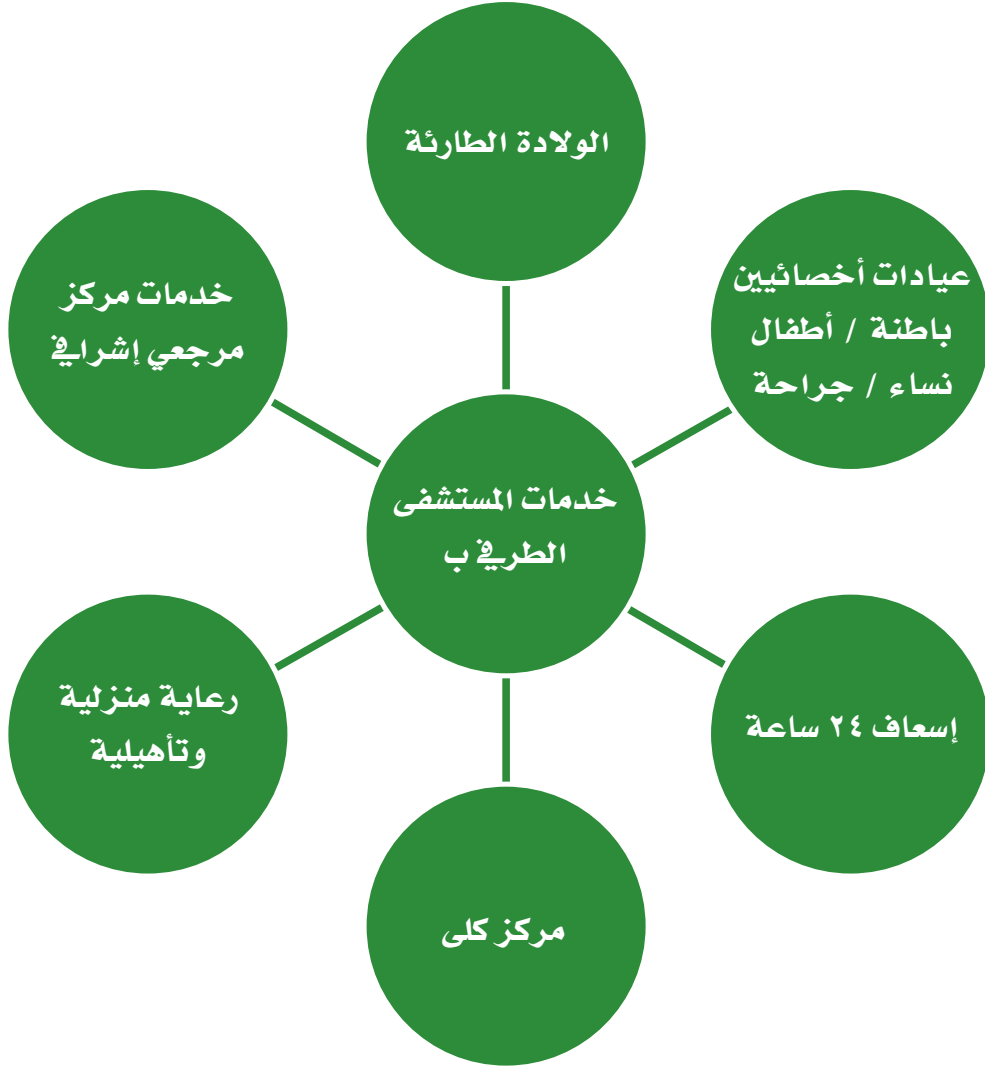 الولادة الطارئة
عيادات أخصائيين
باطنة / أطفال
نساء / جراحة
خدمات مركز
مرجعي إشرافي
خدمات المستشفى
الطرفي ب
رعاية منزلية
وتأهيلية
إسعاف ٢٤ ساعة
مركز كلى